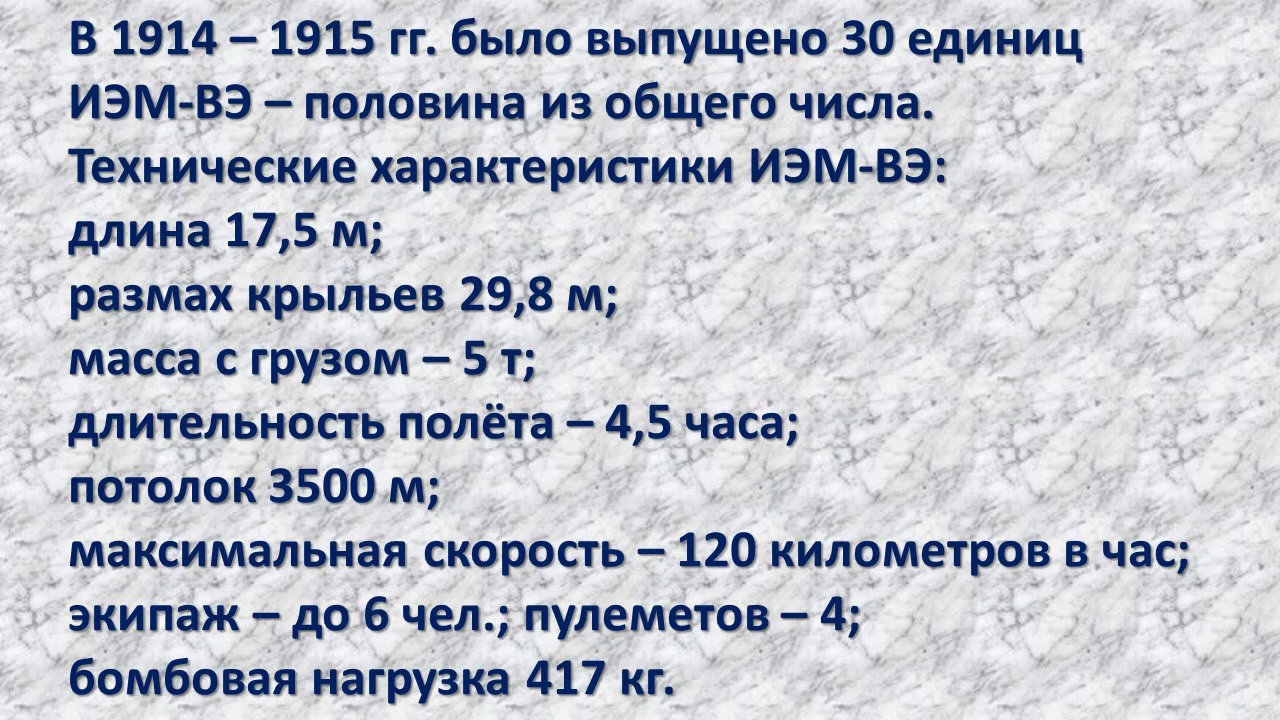 В 1914 – 1915 гг. было выпущено 30 единиц
ИЭМ-ВЭ – половина из общего числа.
Технические характеристики ИЭМ-ВЭ:
длина 17,5 м;
размах крыльев 29,8 м;
масса с грузом – 5 т;
длительность полёта – 4,5 часа;
потолок 3500 м;
максимальная скорость – 120 километров в час;
экипаж – до 6 чел.; пулеметов – 4;
бомбовая нагрузка 417 кг.